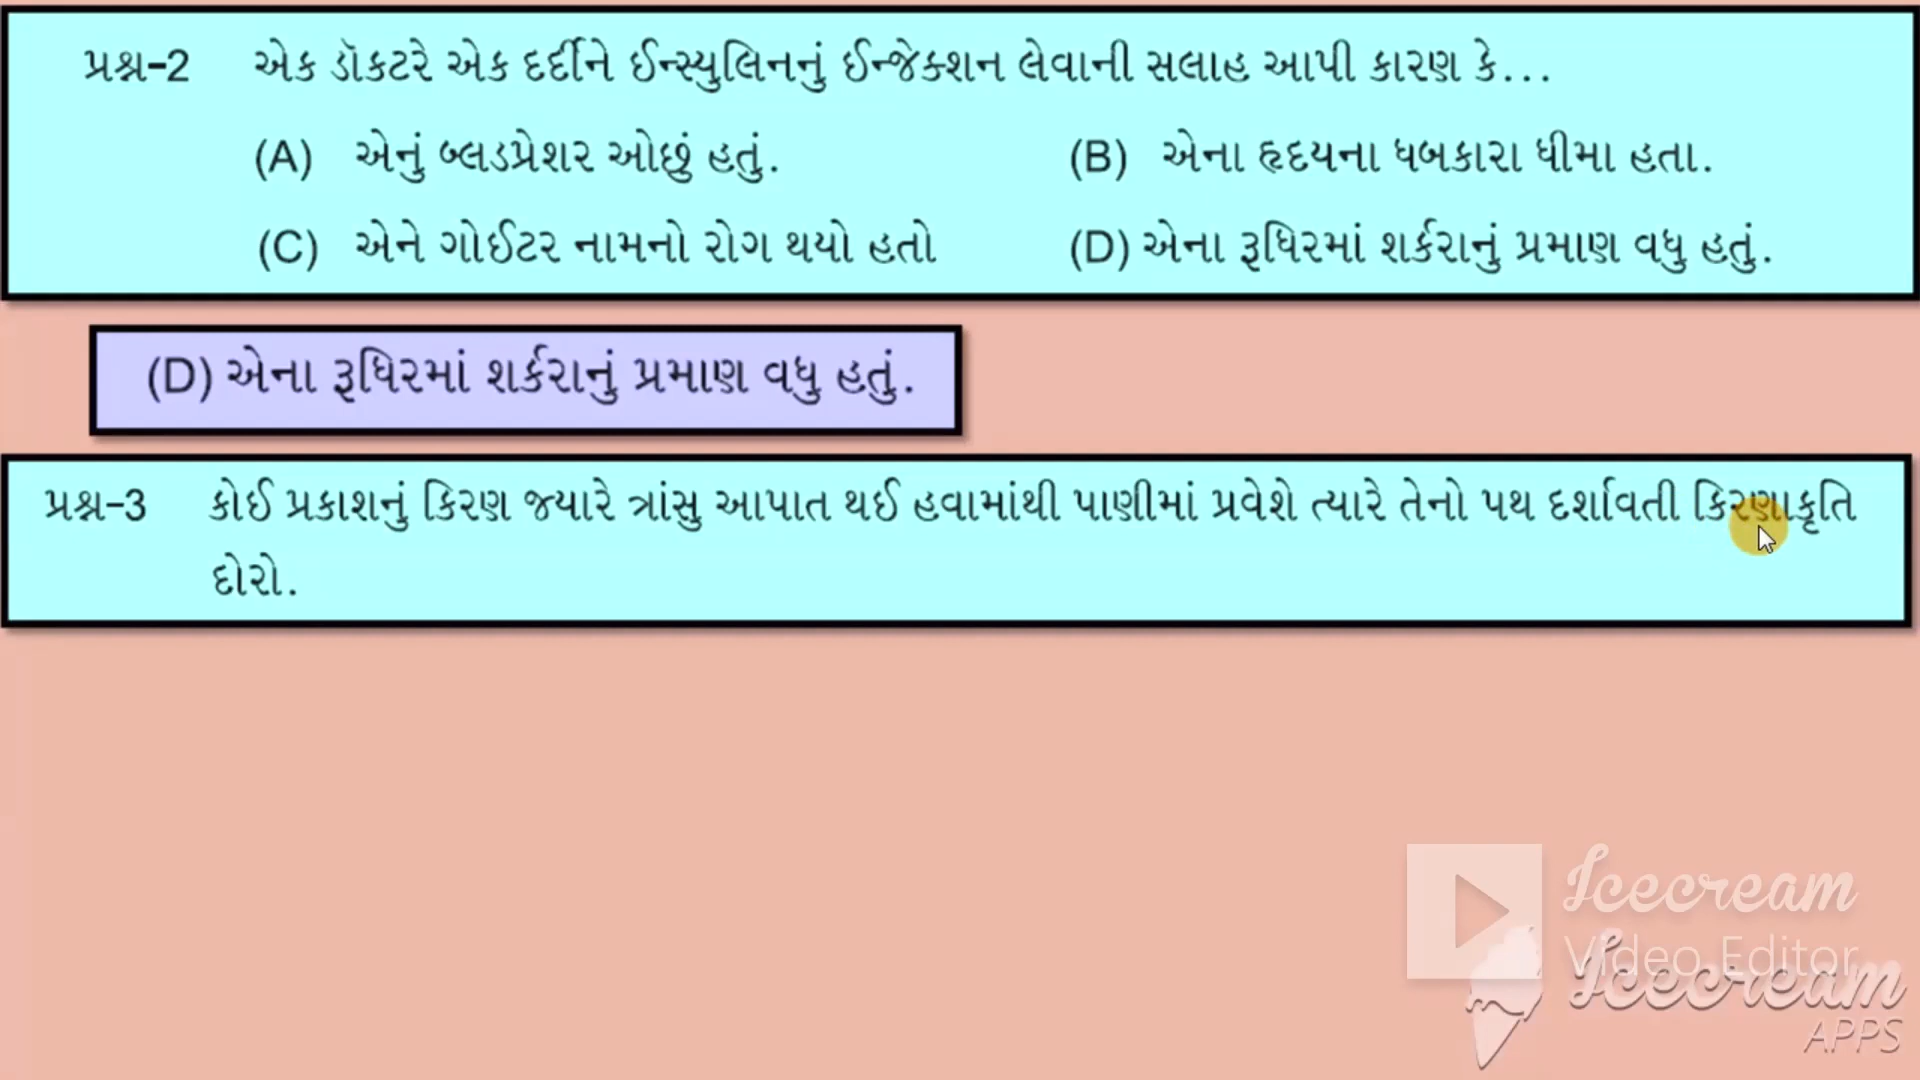 પ્રશ્ન-2 એક ડૉકટરે એક દર્દીને ઈન્સ્યુલિનનું ઈન્જેક્શન લેવાની સલાહ આપી કારણ કે...
(A) એનું બ્લડપ્રેશર ઓછું હતું. (B) એના હૃદયના ધબકારા ધીમા હતા.
(C) એને ગોઈટર નામનો રોગ થયો હતો (D) એના રૂધિરમાં શર્કરાનું પ્રમાણ વધુ હતું.
(D) એના રૂધિરમાં શર્કરાનું પ્રમાણ વધુ હતું.
પ્રશ્ન-3 કોઈ પ્રકાશનું કિરણ જ્યારે ત્રાંસુ આપાત થઈ હવામાંથી પાણીમાં પ્રવેશે ત્યારે તેનો પથ દર્શાવતી કિરણાકૃતિ
દોરો.
Icecream
Video Editor
Icecream
APPS